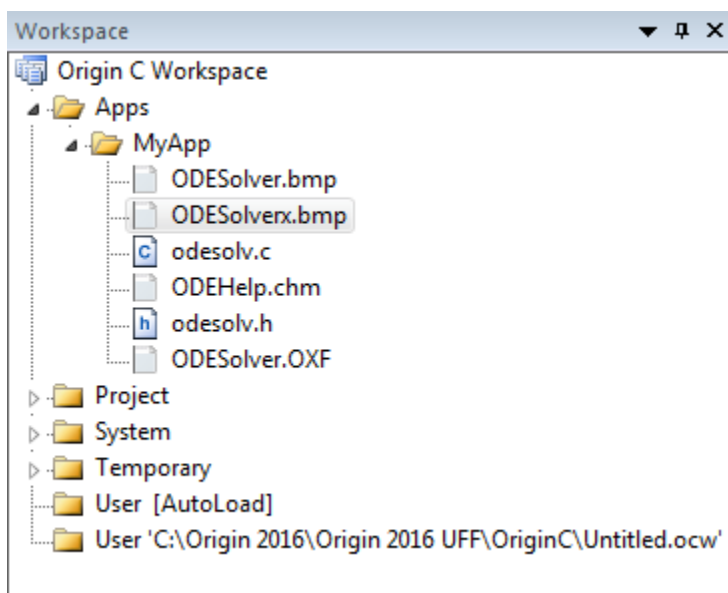 Workspace
Origin C Workspace
Apps
MyApp
ODESolver.bmp
ODESolverx.bmp
odesolv.c
ODEHelp.chm
odesolv.h
ODESolver.OXF
Project
System
Temporary
User [AutoLoad]
User 'C:\Origin 2016\Origin 2016 UFF\OriginC\Untitled.ocw'